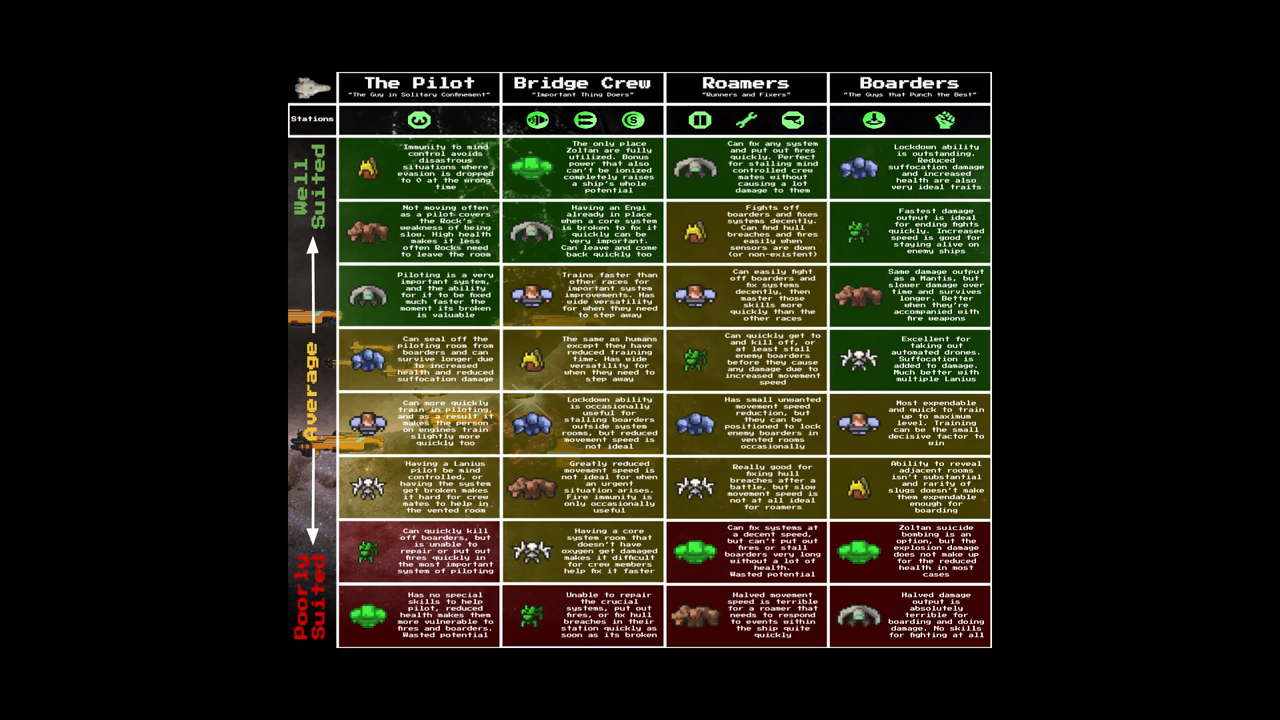 The Pilot
"The Guy in Solitary Confinement"
Bridge Crew
"Important Thing Doers"
Roamers
"Runners and Fixers"
Boarders
"The Guys that Punch the Best"
Stations
Well
Suited
Average
Poorly
Suited
Immunity to mind
control avoids
disastrous
situations where
evasion is dropped
to 0 at the wrong
time
The only place
Zoltan are fully
utilized. Bonus
power that also
can't be ionized
completely raises
a ship's whole
potential
Can fix any system
and put out fires
quickly. Perfect
for stalling mind
controlled crew
mates without
causing a lot
damage to them
Lockdown ability
is outstanding.
Reduced
suffocation damage
and increased
health are also
very ideal traits
Not moving often
as a pilot covers
the Rock's
weakness of being
slow. High health
makes it less
often Rocks need
to leave the room
Having an Engi
already in place
when a core system
is broken to fix it
quickly can be
very important.
Can leave and come
back quickly too
Fights off
boarders and fixes
systems decently.
Can find hull
breaches and fires
easily when
sensors are down
(or non-existent)
Fastest damage
output is ideal
for ending fights
quickly. Increased
speed is good for
staying alive on
enemy ships
Piloting is a very
important system,
and the ability
for it to be fixed
much faster the
moment its broken
is valuable
Trains faster than
other races for
important system
improvements. Has
wide versatility
for when they need
to step away
Can easily fight
off boarders and
fix systems
decently, then
master those
skills more
quickly than the
other races
Same damage output
as a Mantis, but
slower damage over
time and survives
longer. Better
when they're
accompanied with
fire weapons
Can seal off the
piloting room from
boarders and can
survive longer due
to increased
health and reduced
suffocation damage
The same as humans
except they have
reduced training
time. Has wide
versatility for
when they need to
step away
Can quickly get to
and kill off, or
at least stall
enemy boarders
before they cause
any damage due to
increased movement
speed
Excellent for
taking out
automated drones.
Suffocation is
added to damage.
Much better with
multiple Lanius
Can more quickly
train in piloting,
and as a result it
makes the person
on engines train
slightly more
quickly too
Lockdown ability
is occasionally
useful for
stalling boarders
outside system
rooms, but reduced
movement speed is
not ideal
Has small unwanted
movement speed
reduction, but
they can be
positioned to lock
enemy boarders in
vented rooms
occasionally
Most expendable
and quick to train
up to maximum
level. Training
can be the small
decisive factor to
win
Having a Lanius
pilot be mind
controlled, or
having the system
get broken makes
it hard for crew
mates to help in
the vented room
Greatly reduced
movement speed is
not ideal for when
an urgent
situation arises.
Fire immunity is
only occasionally
useful
Really good for
fixing hull
breaches after a
battle, but slow
movement speed is
not at all ideal
for roamers
Ability to reveal
adjacent rooms
isn't substantial
and rarity of
slugs doesn't make
them expendable
enough for
boarding
Can quickly kill
off boarders, but
is unable to
repair or put out
fires quickly in
the most important
system of piloting
Having a core
system room that
doesn't have
oxygen get damaged
makes it difficult
for crew members
help fix it faster
Can fix systems at
a decent speed,
but can't put out
fires or stall
boarders very long
without a lot of
health.
Wasted potential
Zoltan suicide
bombing is an
option, but the
explosion damage
does not make up
for the
reduced health in
most cases
Has no special
skills to help
pilot, reduced
health makes them
more vulnerable to
fires and boarders.
Wasted potential
Unable to repair
the crucial
systems, put out
fires, or fix hull
breaches in their
station quickly as
soon as its broken
Halved movement
speed is terrible
for a roamer that
needs to respond
to events within
the ship quite
quickly
Halved damage
output is
absolutely
terrible for
boarding and doing
damage. No skills
for fighting at all